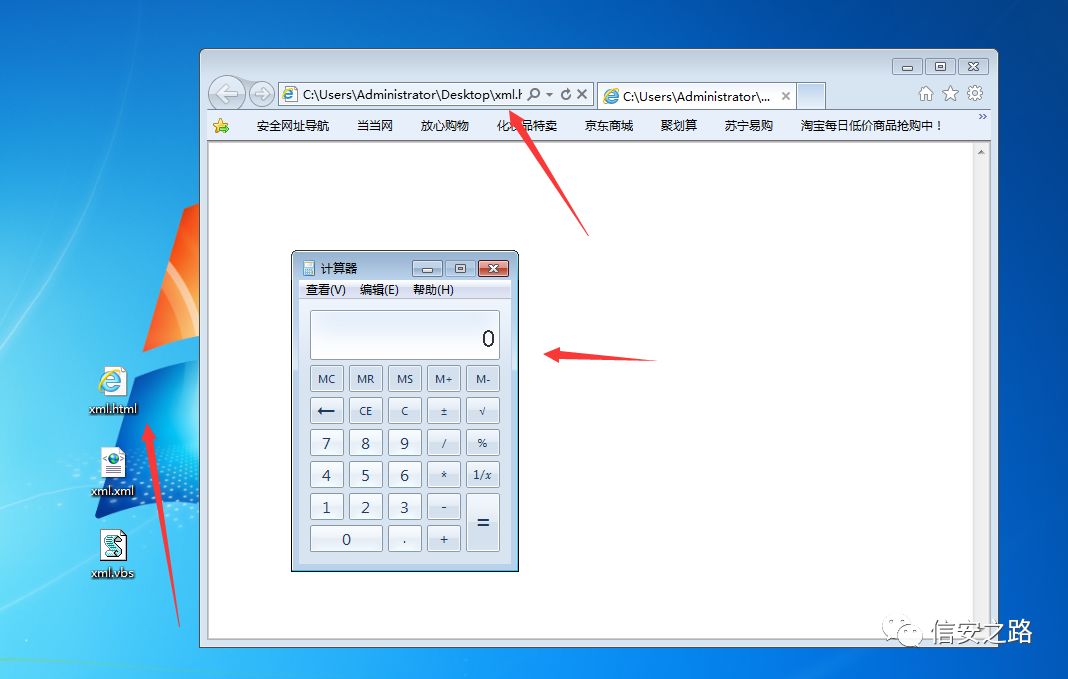 C:\Users\Administrator\Desktop\xml.h
C:\Users\Administrator\...
安全网址导航 当当网 放心购物 化妆品特卖 京东商城 聚划算 苏宁易购 淘宝每日低价商品抢购中！
计算器
查看(V) 编辑(E) 帮助(H)
0
MC MR MS M+ M-
← CE C ± √
7 8 9 / %
4 5 6 * 1/x
1 2 3 - =
0 . +
xml.html
xml.xml
xml.vbs
信安之路